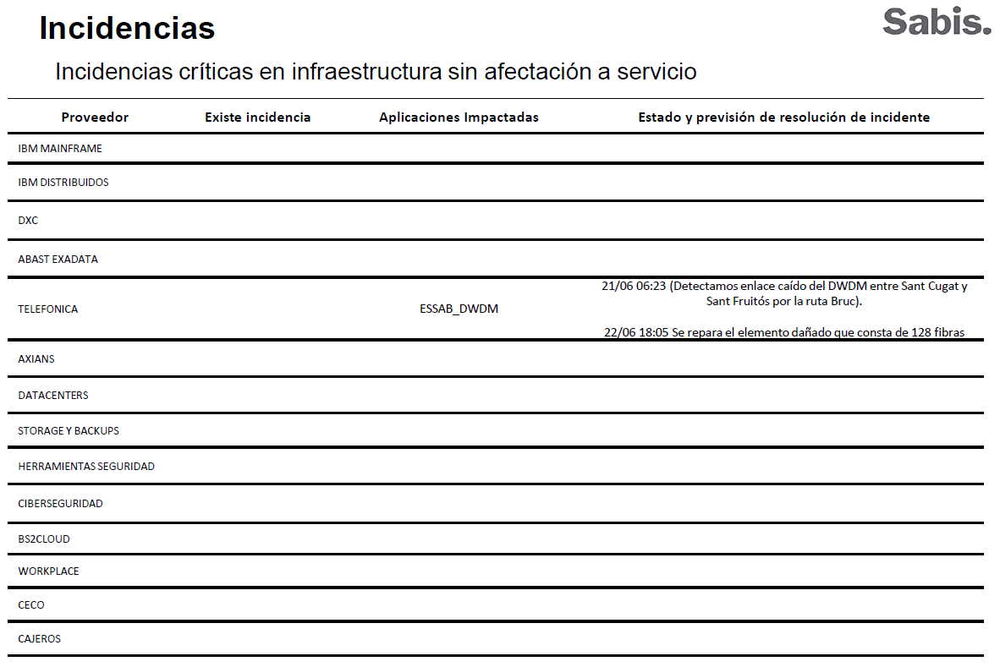 Incidencias
Sabis.
Incidencias críticas en infraestructura sin afectación a servicio
Proveedor Existe incidencia Aplicaciones Impactadas Estado y previsión de resolución de incidente
IBM MAINFRAME
IBM DISTRIBUIDOS
DXC
ABAST EXADATA
21/06 06:23 (Detectamos enlace caído del DWDM entre Sant Cugat y
Sant Fruitós por la ruta Bruc).
TELEFONICA ESSAB_DWDM
22/06 18:05 Se repara el elemento dañado que consta de 128 fibras
AXIANS
DATACENTERS
STORAGE Y BACKUPS
HERRAMIENTAS SEGURIDAD
CIBERSEGURIDAD
BS2CLOUD
WORKPLACE
CECO
CAJEROS